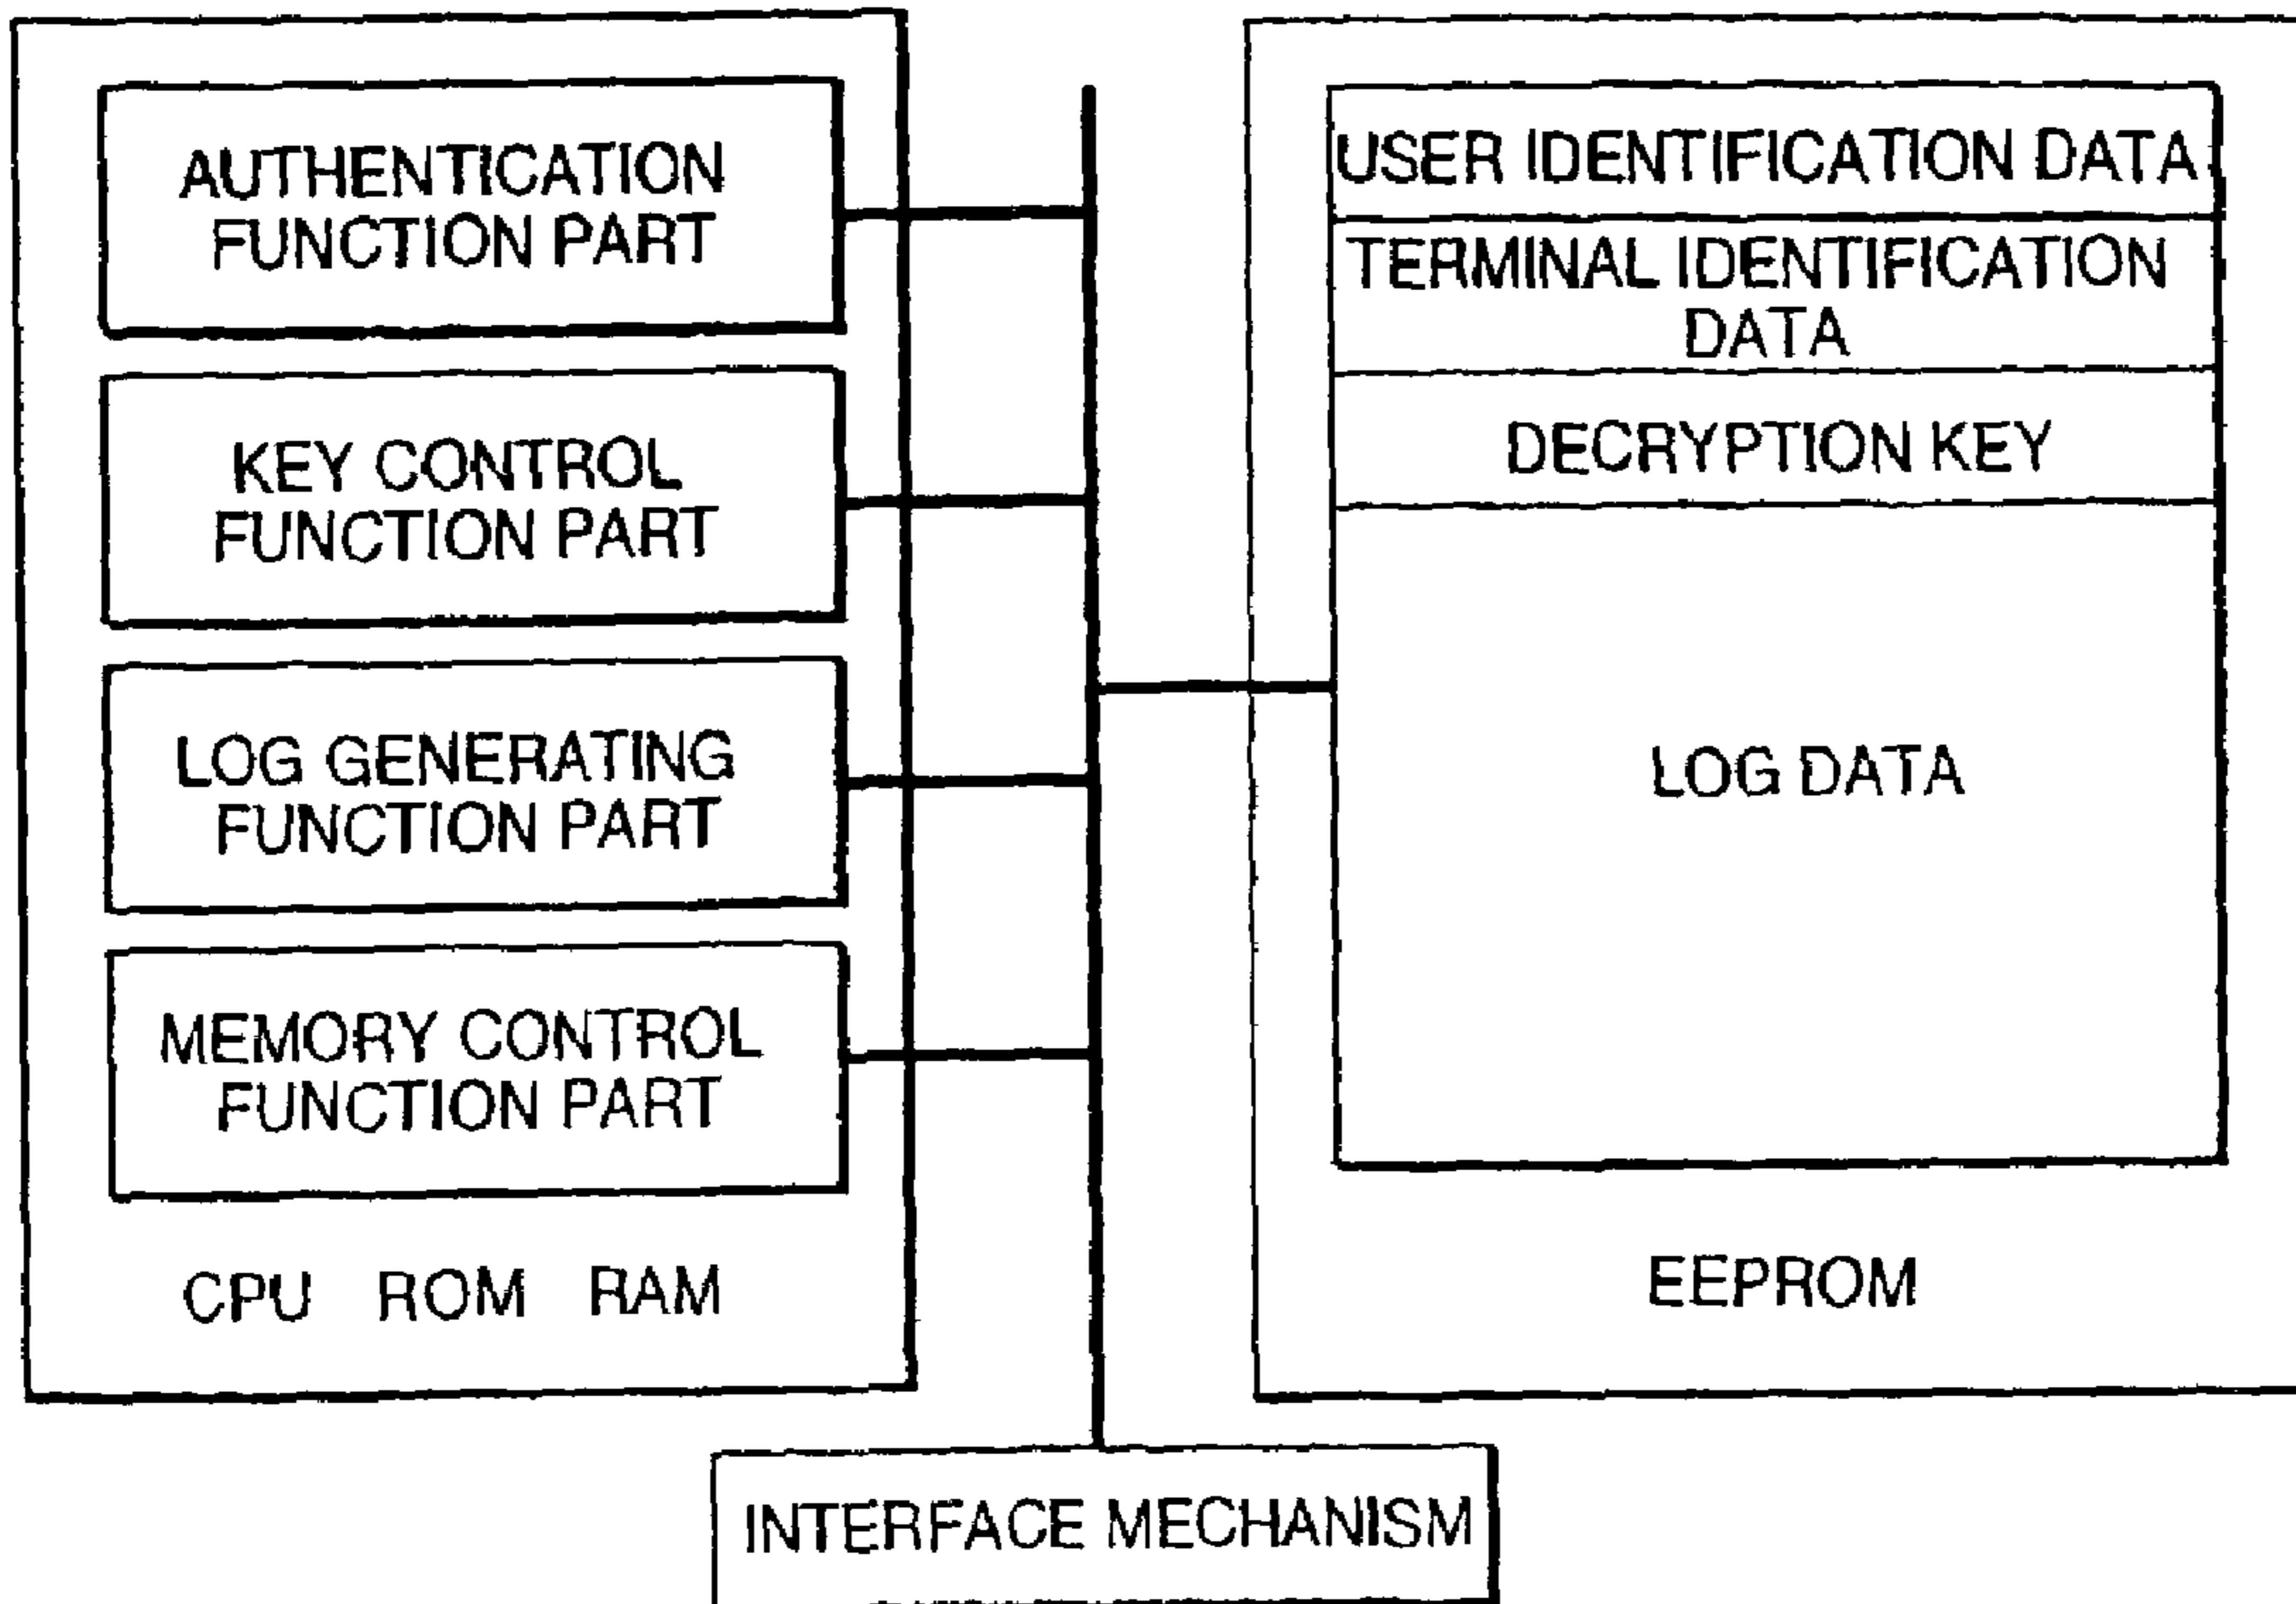 AUTHENTICATION
FUNCTION PART
KEY CONTROL
FUNCTION PART
LOG GENERATING
FUNCTION PART
MEMORY CONTROL
FUNCTION PART
CPU ROM RAM
USER IDENTIFICATION DATA
TERMINAL IDENTIFICATION
DATA
DECRYPTION KEY
LOG DATA
EEPROM
INTERFACE MECHANISM